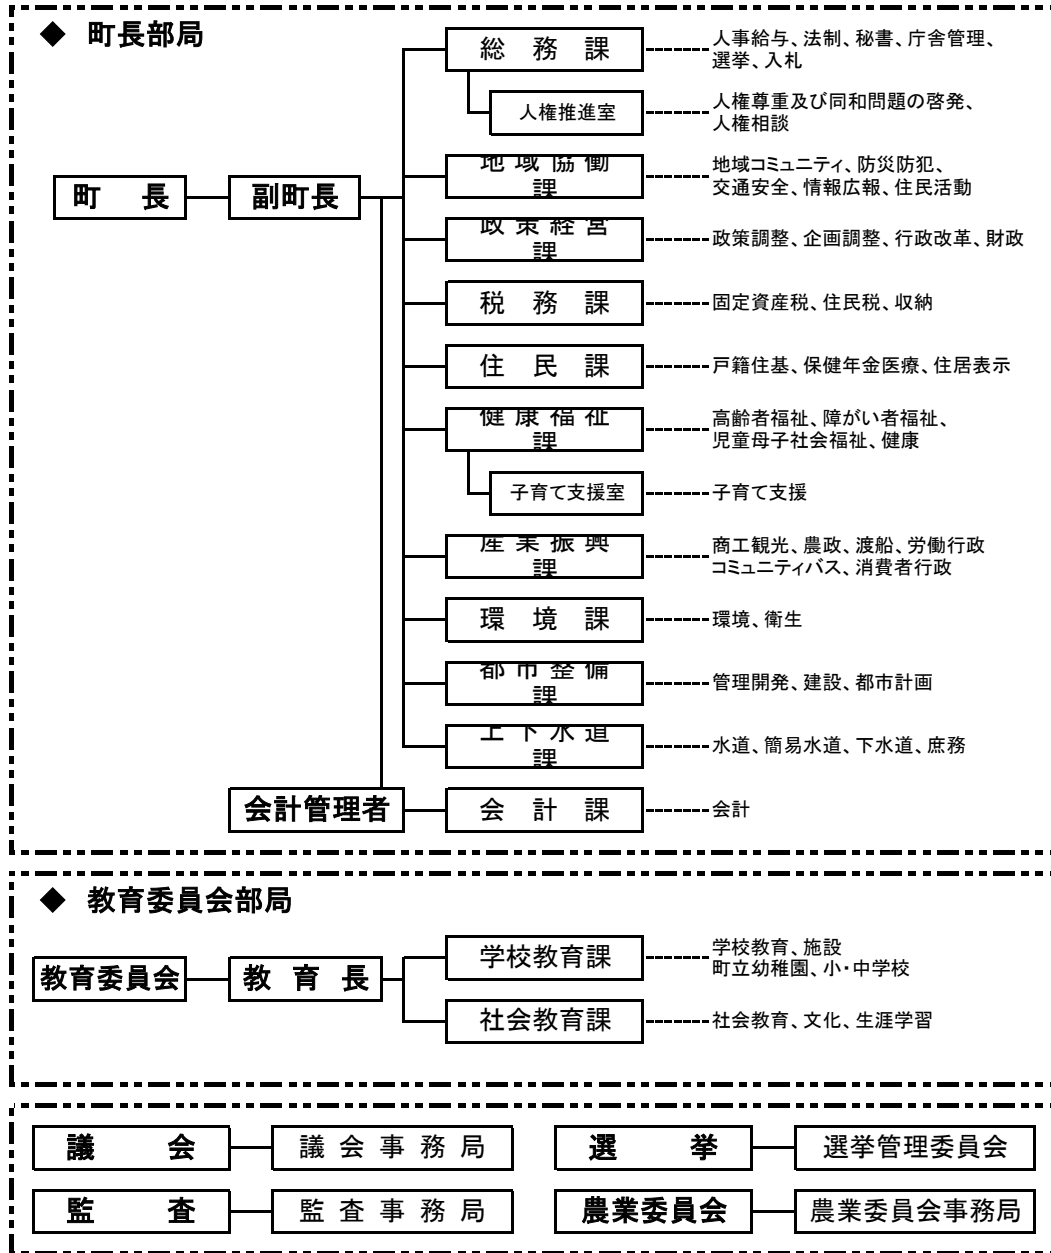 ◆ 町長部局
総務課
人事給与、法制、秘書、庁舎管理、
選挙、入札
人権推進室
人権尊重及び同和問題の啓発、
人権相談
町長
副町長
地域協働
課
地域コミュニティ、防災防犯、
交通安全、情報広報、住民活動
政策経営
課
政策調整、企画調整、行政改革、財政
税務課
固定資産税、住民税、収納
住民課
戸籍住基、保健年金医療、住居表示
健康福祉
課
高齢者福祉、障がい者福祉、
児童母子社会福祉、健康
子育て支援室
子育て支援
産業振興
課
商工観光、農政、渡船、労働行政
コミュニティバス、消費者行政
環境課
環境、衛生
都市整備
課
管理開発、建設、都市計画
上下水道
課
水道、簡易水道、下水道、庶務
会計管理者
会計課
会計
◆ 教育委員会部局
教育委員会
教育長
学校教育課
学校教育、施設
町立幼稚園、小・中学校
社会教育課
社会教育、文化、生涯学習
議会
議会事務局
選挙
選挙管理委員会
監査
監査事務局
農業委員会
農業委員会事務局